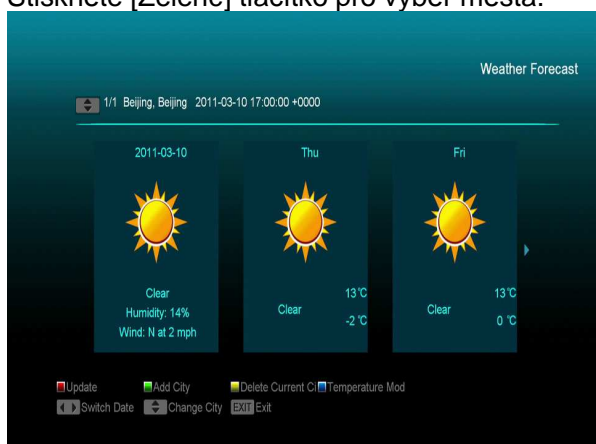 Stiskněte [Zelené] tlačítko pro výběr města.
Weather Forecast
1/1 Beijing, Beijing 2011-03-10 17:00:00 +0000
2011-03-10
Clear
Humidity: 14%
Wind: N at 2 mph
Thu
13℃
Clear
-2 ℃
Fri
13℃
Clear
0 ℃
Update Add City Delete Current Ci Temperature Mod
Switch Date Change City EXIT Exit